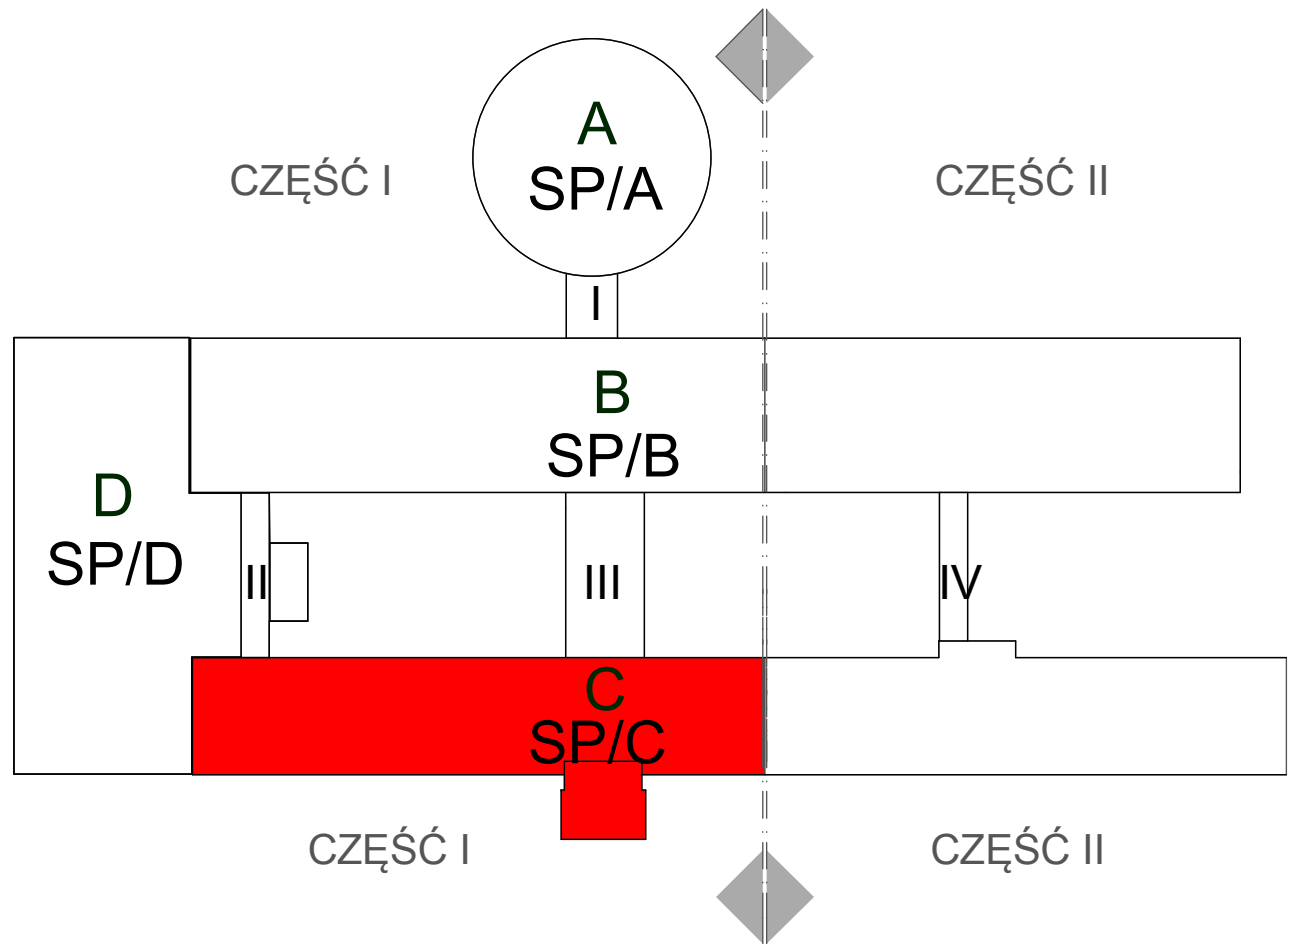 A
SP/A
CZĘŚĆ I
CZĘŚĆ II
I
B
SP/B
D
SP/D
II
III
IV
C
SP/C
CZĘŚĆ I
CZĘŚĆ II